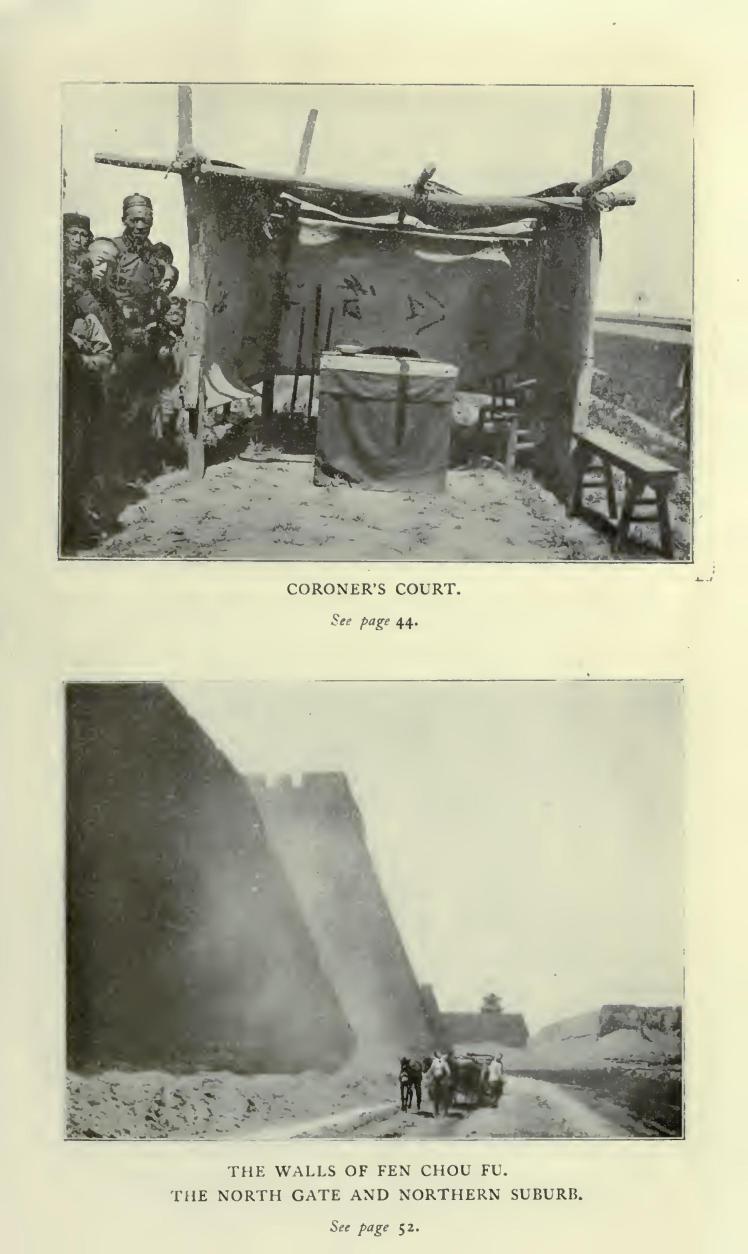 CORONER'S COURT.
See page 44.
THE WALLS OF FEN CHOU FU.
THE NORTH GATE AND NORTHERN SUBURB.
See page 52.